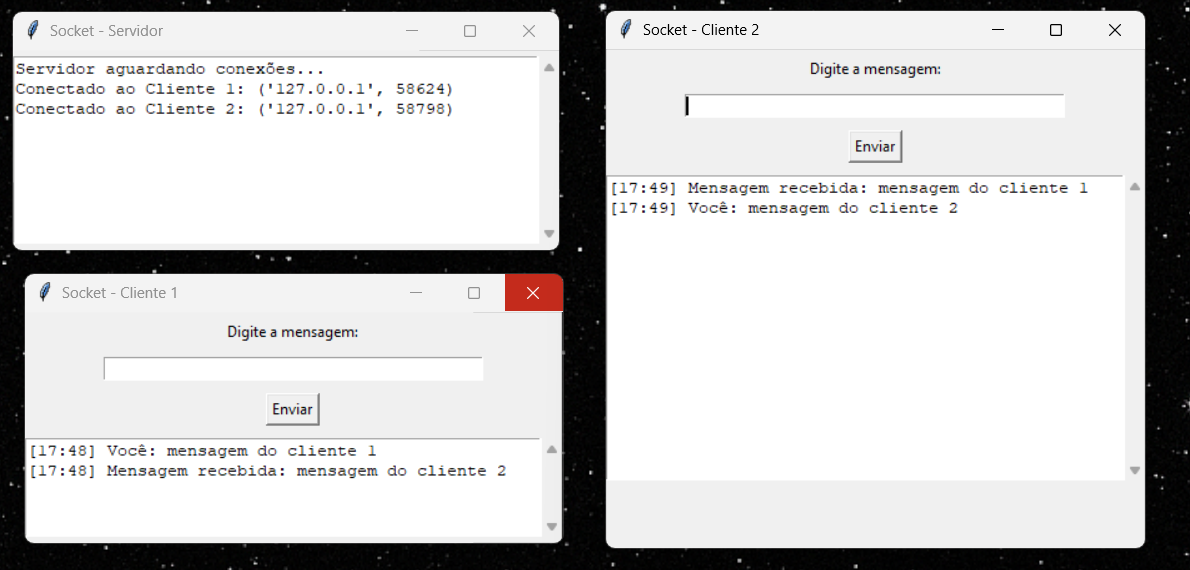 Socket - Servidor
Servidor aguardando conexões...
Conectado ao Cliente 1: ('127.0.0.1', 58624)
Conectado ao Cliente 2: ('127.0.0.1', 58798)
Socket - Cliente 1
Digite a mensagem:
Enviar
[17:48] Você: mensagem do cliente 1
[17:48] Mensagem recebida: mensagem do cliente 2
Socket - Cliente 2
Digite a mensagem:
Enviar
[17:49] Mensagem recebida: mensagem do cliente 1
[17:49] Você: mensagem do cliente 2